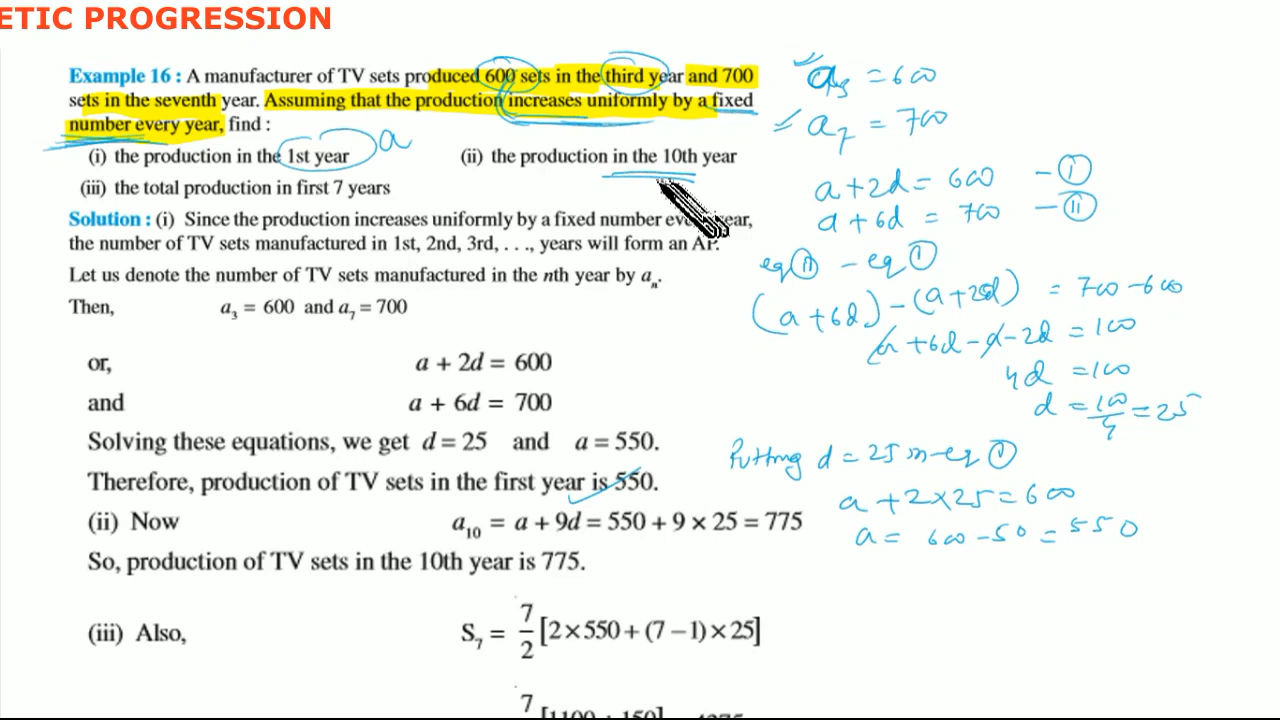 ETIC PROGRESSION
Example 16 : A manufacturer of TV sets produced 600 sets in the third year and 700
sets in the seventh year. Assuming that the production increases uniformly by a fixed
number every year, find :
(i) the production in the 1st year a (ii) the production in the 10th year
(iii) the total production in first 7 years
Solution : (i) Since the production increases uniformly by a fixed number every year,
the number of TV sets manufactured in 1st, 2nd, 3rd, . . ., years will form an AP.
Let us denote the number of TV sets manufactured in the nth year by aₙ.
Then, a₃ = 600 and a₇ = 700
or, a + 2d = 600
and a + 6d = 700
Solving these equations, we get d = 25 and a = 550.
Therefore, production of TV sets in the first year is 550.
(ii) Now a₁₀ = a + 9d = 550 + 9 × 25 = 775
So, production of TV sets in the 10th year is 775.
(iii) Also, S₇ = 7/2 [2×550 + (7 – 1) × 25]
7
a₃ = 600
a₇ = 700
a + 2d = 600 - (I)
a + 6d = 700 - (II)
eq (II) - eq (I)
(a + 6d) - (a + 2d) = 700 - 600
a + 6d - a - 2d = 100
4d = 100
d = 100/4 = 25
Putting d = 25 in eq (I)
a + 2 × 25 = 600
a = 600 - 50 = 550